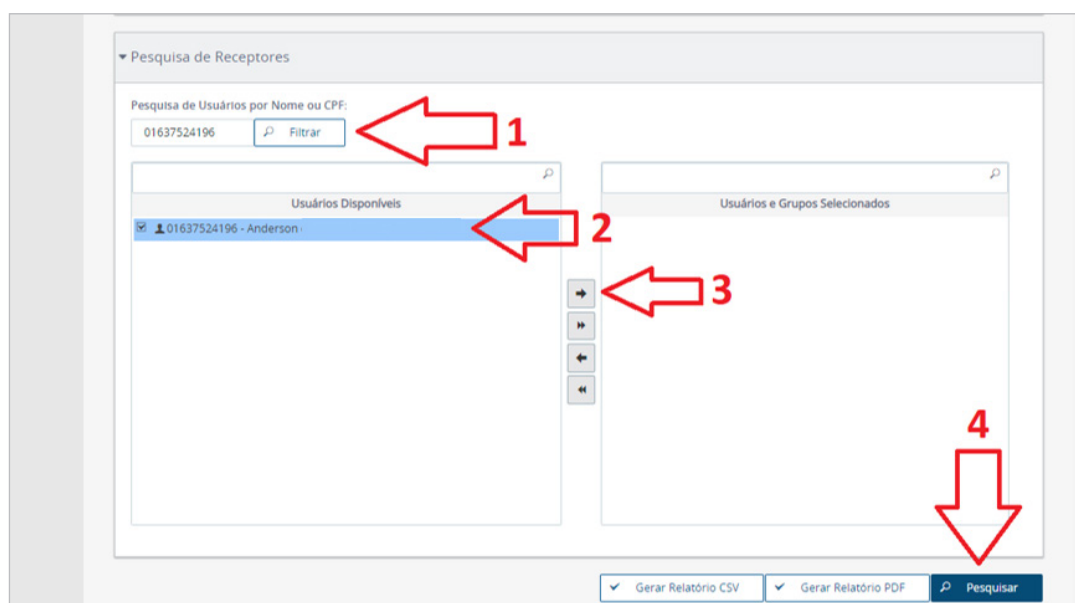 Pesquisa de Receptores
Pesquisa de Usuários por Nome ou CPF:
01637524196 Filtrar
1
Usuários Disponíveis
Usuários e Grupos Selecionados
01637524196 - Anderson
2
3
4
Gerar Relatório CSV Gerar Relatório PDF Pesquisar